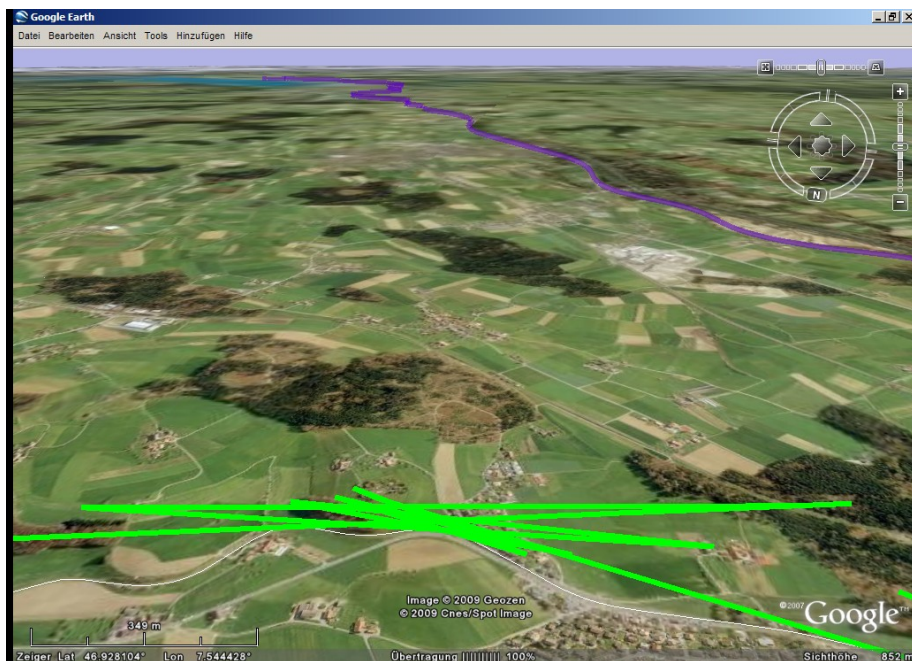 Google Earth
Datei Bearbeiten Ansicht Tools Hinzufügen Hilfe
N
Image © 2009 Geozen
© 2009 Cnes/Spot Image
©2007 Google™
349 m
Zeiger Lat 46.928104° Lon 7.544428° Übertragung |||||||||| 100% Sichthöhe 852 m